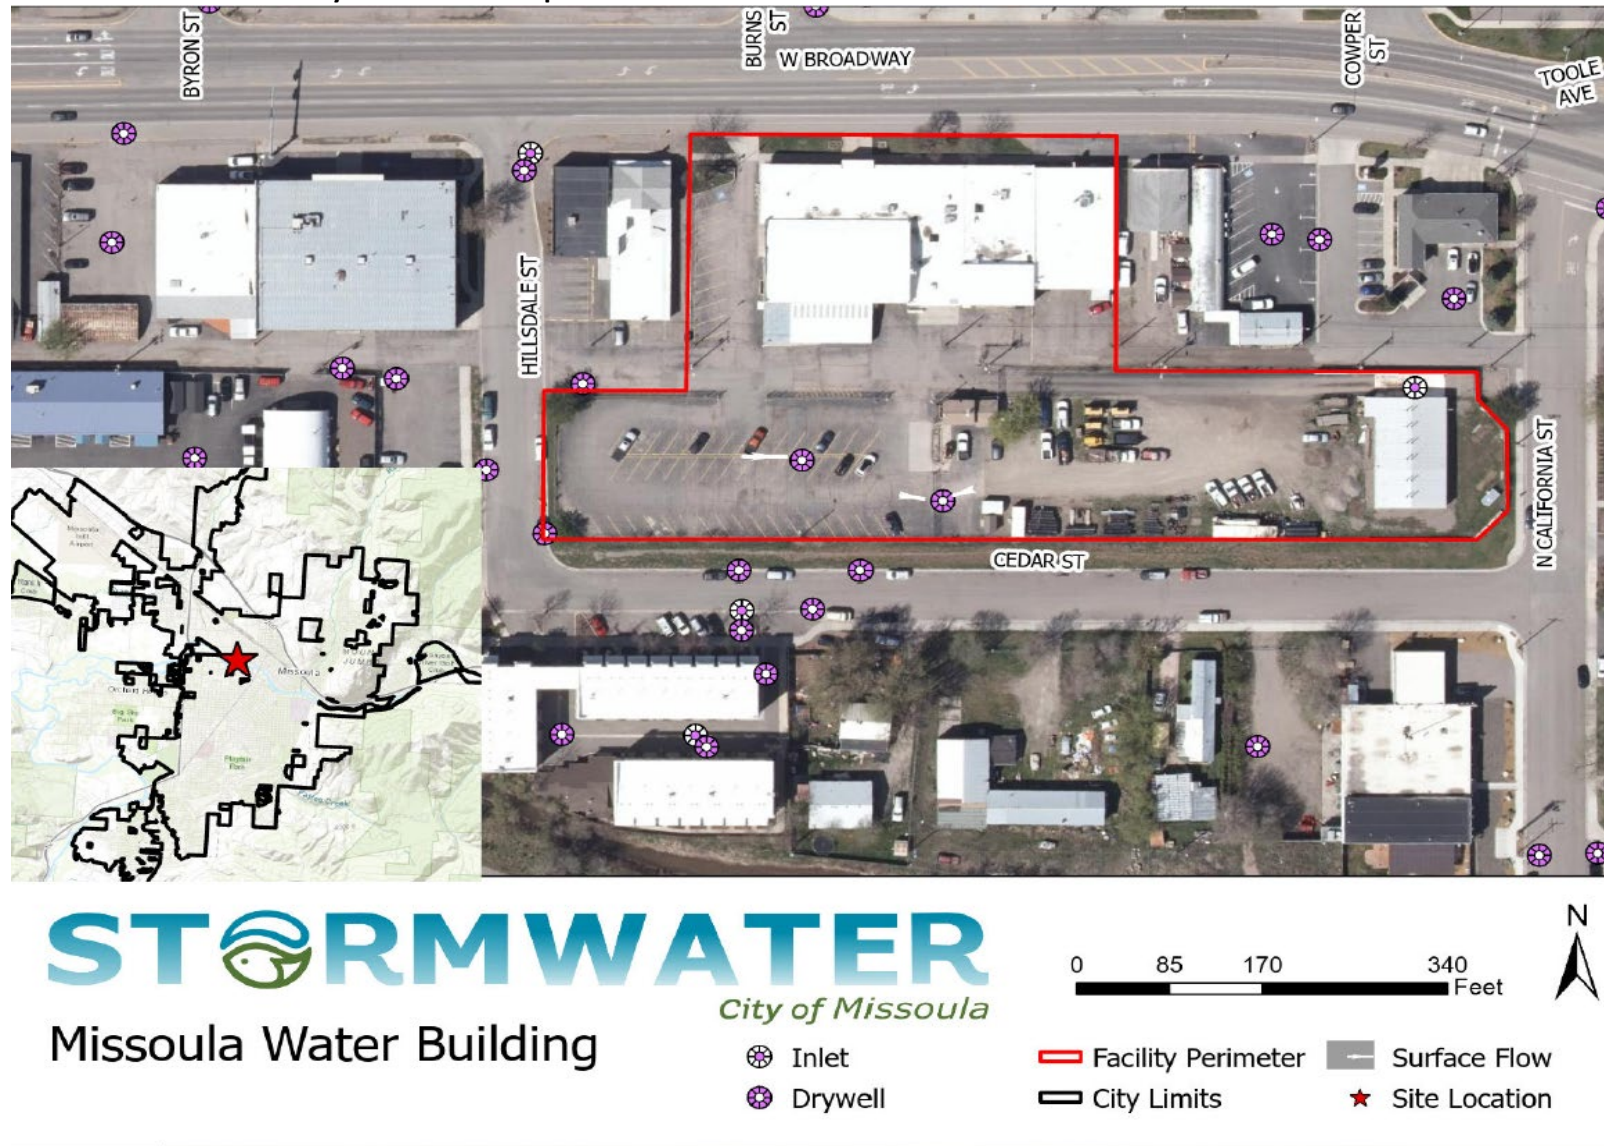 BYRON ST
BURNS
ST
W BROADWAY
COWPER
ST
TOOLE
AVE
HILLSDALE ST
N CALIFORNIA ST
CEDAR ST
Missoula
Playfair
Park
STORMWATER
City of Missoula
Missoula Water Building
0 85 170 340
Feet
N
Inlet
Drywell
Facility Perimeter
City Limits
Surface Flow
Site Location